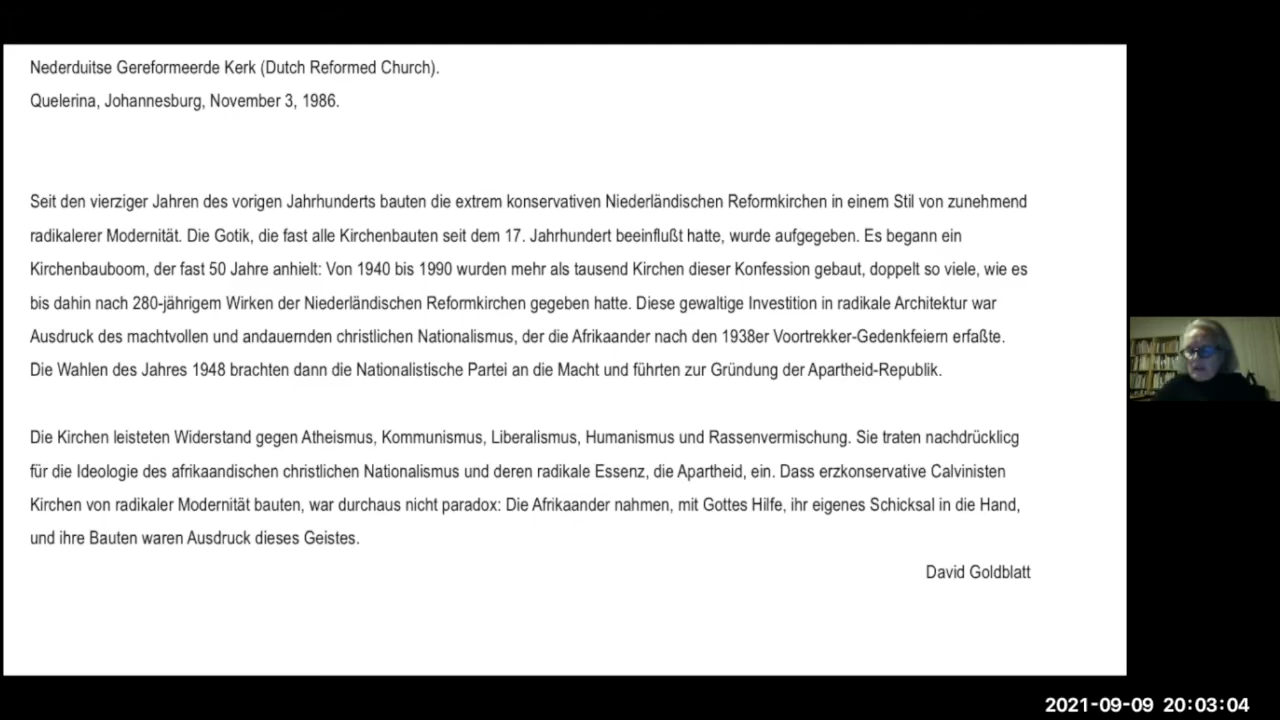 Nederduitse Gereformeerde Kerk (Dutch Reformed Church).
Quelerina, Johannesburg, November 3, 1986.
Seit den vierziger Jahren des vorigen Jahrhunderts bauten die extrem konservativen Niederländischen Reformkirchen in einem Stil von zunehmend
radikalerer Modernität. Die Gotik, die fast alle Kirchenbauten seit dem 17. Jahrhundert beeinflußt hatte, wurde aufgegeben. Es begann ein
Kirchenbauboom, der fast 50 Jahre anhielt: Von 1940 bis 1990 wurden mehr als tausend Kirchen dieser Konfession gebaut, doppelt so viele, wie es
bis dahin nach 280-jährigem Wirken der Niederländischen Reformkirchen gegeben hatte. Diese gewaltige Investition in radikale Architektur war
Ausdruck des machtvollen und andauernden christlichen Nationalismus, der die Afrikaander nach den 1938er Voortrekker-Gedenkfeiern erfaßte.
Die Wahlen des Jahres 1948 brachten dann die Nationalistische Partei an die Macht und führten zur Gründung der Apartheid-Republik.
Die Kirchen leisteten Widerstand gegen Atheismus, Kommunismus, Liberalismus, Humanismus und Rassenvermischung. Sie traten nachdrücklicg
für die Ideologie des afrikaandischen christlichen Nationalismus und deren radikale Essenz, die Apartheid, ein. Dass erzkonservative Calvinisten
Kirchen von radikaler Modernität bauten, war durchaus nicht paradox: Die Afrikaander nahmen, mit Gottes Hilfe, ihr eigenes Schicksal in die Hand,
und ihre Bauten waren Ausdruck dieses Geistes.
David Goldblatt
2021-09-09 20:03:04